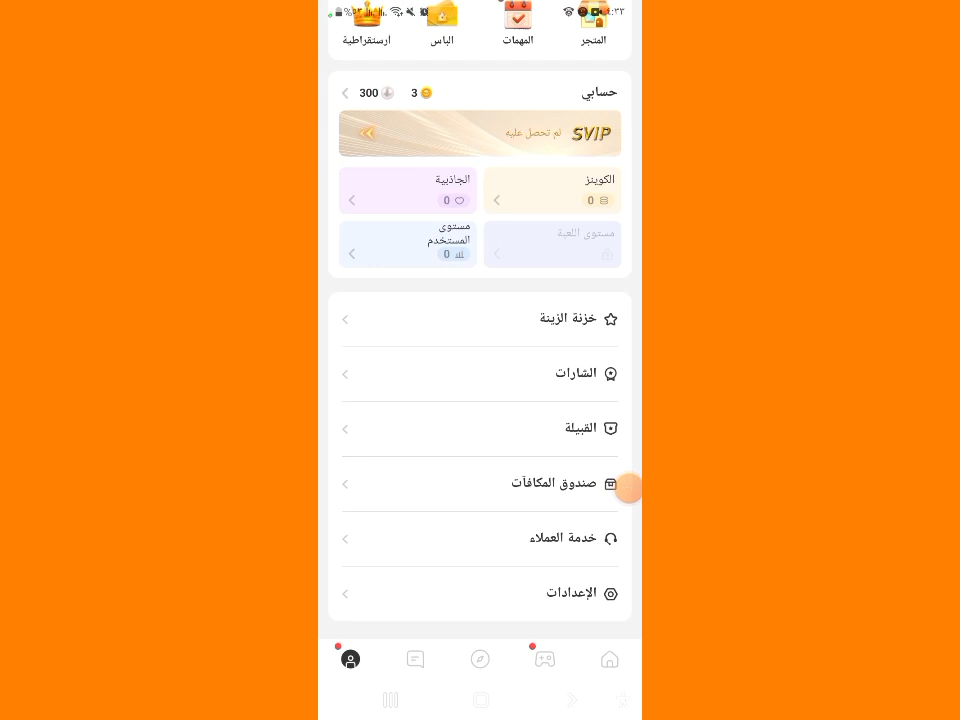 المتجر
المهمات
الباس
ارستقراطية
حسابي
3
300
SVIP
لم تحصل عليه
الكوينز
0
الجاذبية
0
مستوى اللعبة
مستوى
المستخدم
0
خزنة الزينة
الشارات
القبيلة
صندوق المكافآت
خدمة العملاء
الإعدادات